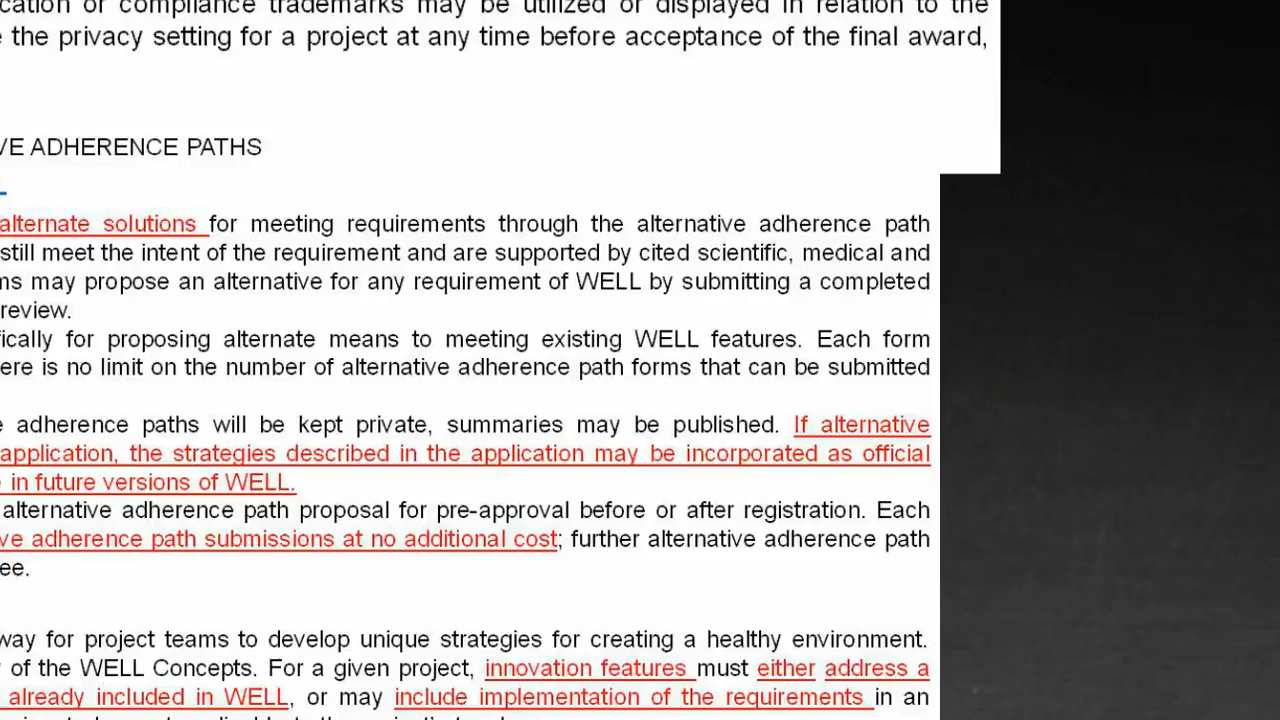 cation or compliance trademarks may be utilized or displayed in relation to the
e the privacy setting for a project at any time before acceptance of the final award,
VE ADHERENCE PATHS
alternate solutions for meeting requirements through the alternative adherence path
still meet the intent of the requirement and are supported by cited scientific, medical and
ms may propose an alternative for any requirement of WELL by submitting a completed
review.
fically for proposing alternate means to meeting existing WELL features. Each form
ere is no limit on the number of alternative adherence path forms that can be submitted
e adherence paths will be kept private, summaries may be published. If alternative
application, the strategies described in the application may be incorporated as official
e in future versions of WELL.
alternative adherence path proposal for pre-approval before or after registration. Each
ve adherence path submissions at no additional cost; further alternative adherence path
ee.
way for project teams to develop unique strategies for creating a healthy environment.
of the WELL Concepts. For a given project, innovation features must either address a
already included in WELL, or may include implementation of the requirements in an